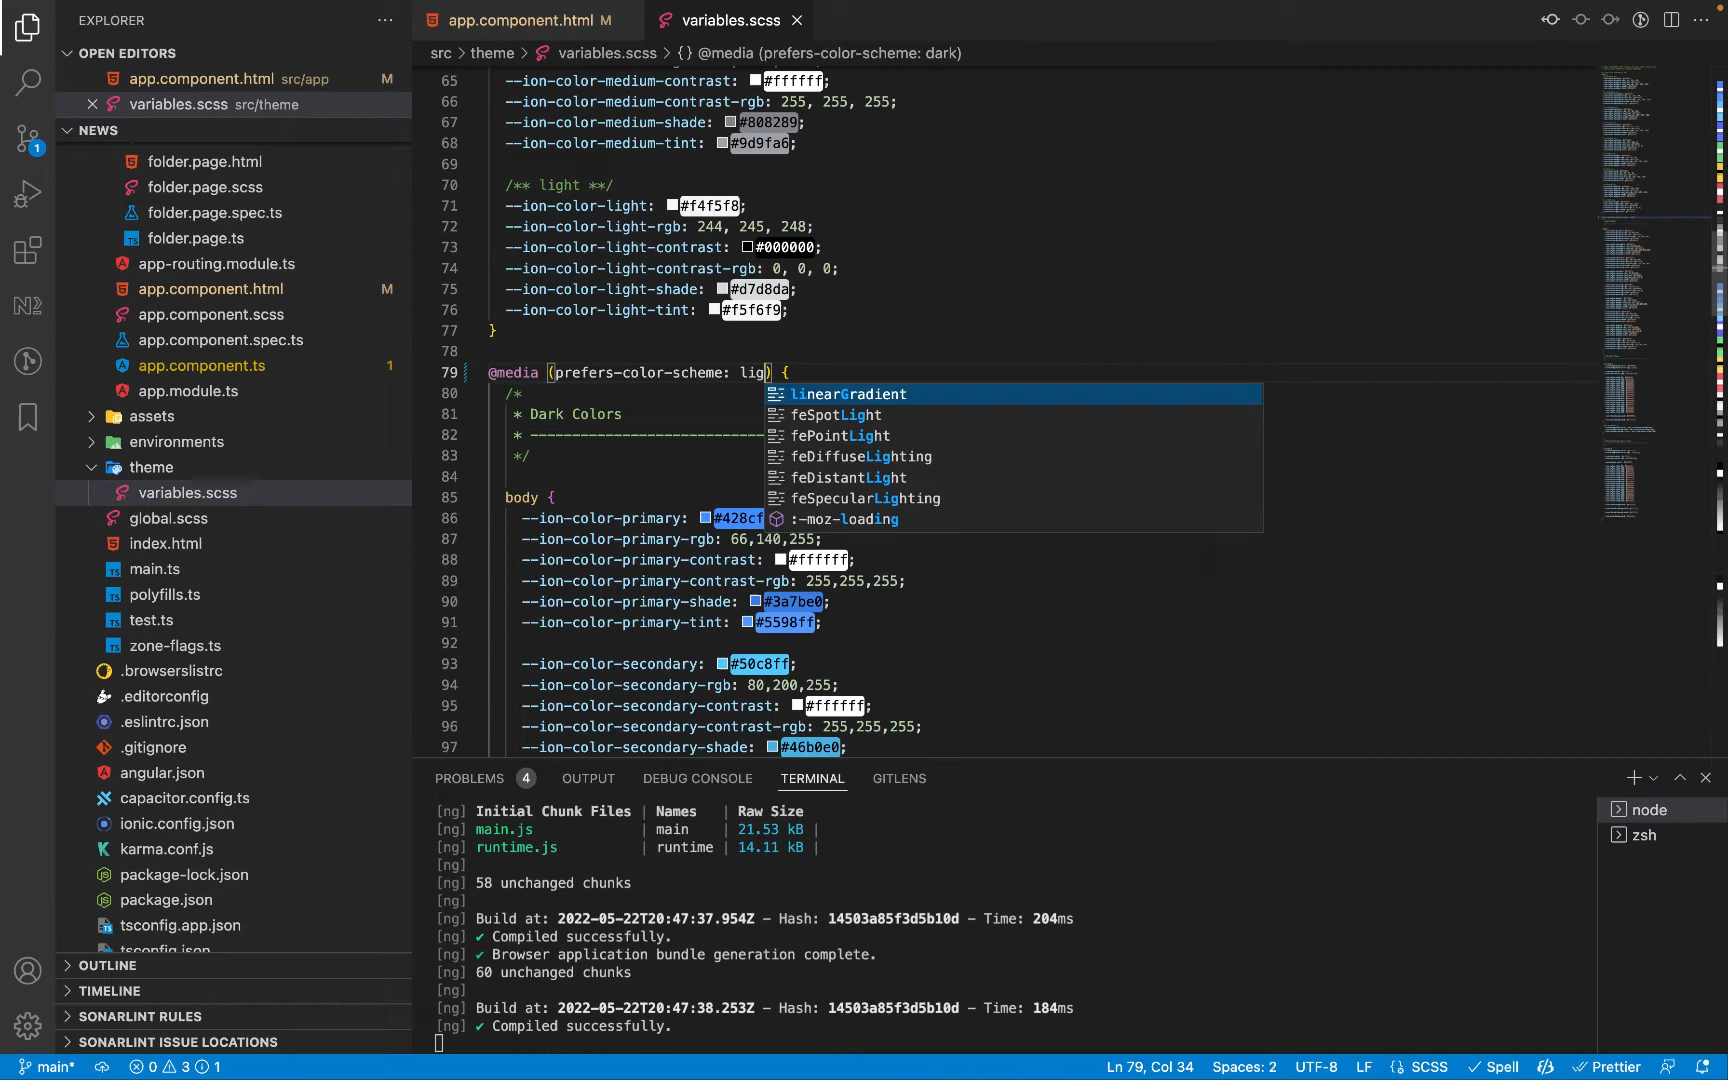 EXPLORER
OPEN EDITORS
app.component.html src/app M
variables.scss src/theme
NEWS
folder.page.html
folder.page.scss
folder.page.spec.ts
folder.page.ts
app-routing.module.ts
app.component.html M
app.component.scss
app.component.spec.ts
app.component.ts 1
app.module.ts
assets
environments
theme
variables.scss
global.scss
index.html
main.ts
polyfills.ts
test.ts
zone-flags.ts
.browserslistrc
.editorconfig
.eslintrc.json
.gitignore
angular.json
capacitor.config.ts
ionic.config.json
karma.conf.js
package-lock.json
package.json
tsconfig.app.json
tsconfig.json
OUTLINE
TIMELINE
SONARLINT RULES
SONARLINT ISSUE LOCATIONS
1
app.component.html M
variables.scss
src > theme > variables.scss > {} @media (prefers-color-scheme: dark)
65 --ion-color-medium-contrast: #ffffff;
66 --ion-color-medium-contrast-rgb: 255, 255, 255;
67 --ion-color-medium-shade: #808289;
68 --ion-color-medium-tint: #9d9fa6;
69
70 /** light **/
71 --ion-color-light: #f4f5f8;
72 --ion-color-light-rgb: 244, 245, 248;
73 --ion-color-light-contrast: #000000;
74 --ion-color-light-contrast-rgb: 0, 0, 0;
75 --ion-color-light-shade: #d7d8da;
76 --ion-color-light-tint: #f5f6f9;
77 }
78
79 @media (prefers-color-scheme: lig) {
80 /*
81 * Dark Colors
82 * -----------------------------
83 */
84
85 body {
86 --ion-color-primary: #428cf
87 --ion-color-primary-rgb: 66,140,255;
88 --ion-color-primary-contrast: #ffffff;
89 --ion-color-primary-contrast-rgb: 255,255,255;
90 --ion-color-primary-shade: #3a7be0;
91 --ion-color-primary-tint: #5598ff;
92
93 --ion-color-secondary: #50c8ff;
94 --ion-color-secondary-rgb: 80,200,255;
95 --ion-color-secondary-contrast: #ffffff;
96 --ion-color-secondary-contrast-rgb: 255,255,255;
97 --ion-color-secondary-shade: #46b0e0;
linearGradient
feSpotLight
fePointLight
feDiffuseLighting
feDistantLight
feSpecularLighting
:-moz-loading
PROBLEMS 4 OUTPUT DEBUG CONSOLE TERMINAL GITLENS
[ng] Initial Chunk Files | Names | Raw Size
[ng] main.js | main | 21.53 kB |
[ng] runtime.js | runtime | 14.11 kB |
[ng]
[ng] 58 unchanged chunks
[ng]
[ng] Build at: 2022-05-22T20:47:37.954Z - Hash: 14503a85f3d5b10d - Time: 204ms
[ng] ✔ Compiled successfully.
[ng] ✔ Browser application bundle generation complete.
[ng] 60 unchanged chunks
[ng]
[ng] Build at: 2022-05-22T20:47:38.253Z - Hash: 14503a85f3d5b10d - Time: 184ms
[ng] ✔ Compiled successfully.
node
zsh
main* 0 3 1 Ln 79, Col 34 Spaces: 2 UTF-8 LF SCSS Spell Prettier